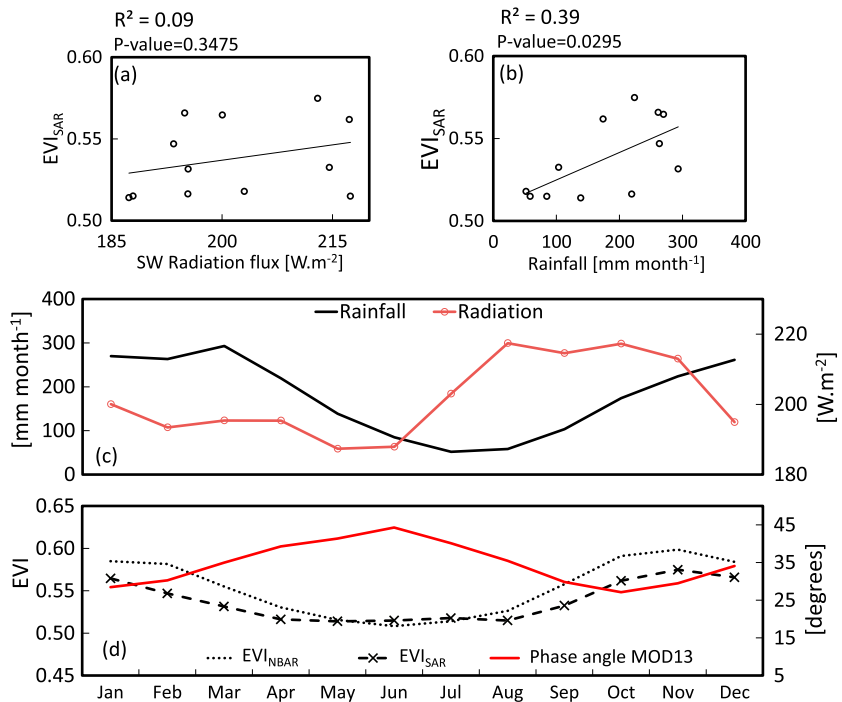 R² = 0.09
P-value=0.3475
(a)
0.60
0.55
0.50
EVI_SAR
185 200 215
SW Radiation flux [W.m⁻²]
R² = 0.39
P-value=0.0295
(b)
0.60
0.55
0.50
EVI_SAR
0 100 200 300 400
Rainfall [mm month⁻¹]
400
300
200
100
0
[mm month⁻¹]
Rainfall Radiation
(c)
220
200
180
[W.m⁻²]
0.65
0.60
0.55
0.50
0.45
EVI
(d)
EVI_NBAR EVI_SAR Phase angle MOD13
45
35
25
15
5
[degrees]
Jan Feb Mar Apr May Jun Jul Aug Sep Oct Nov Dec